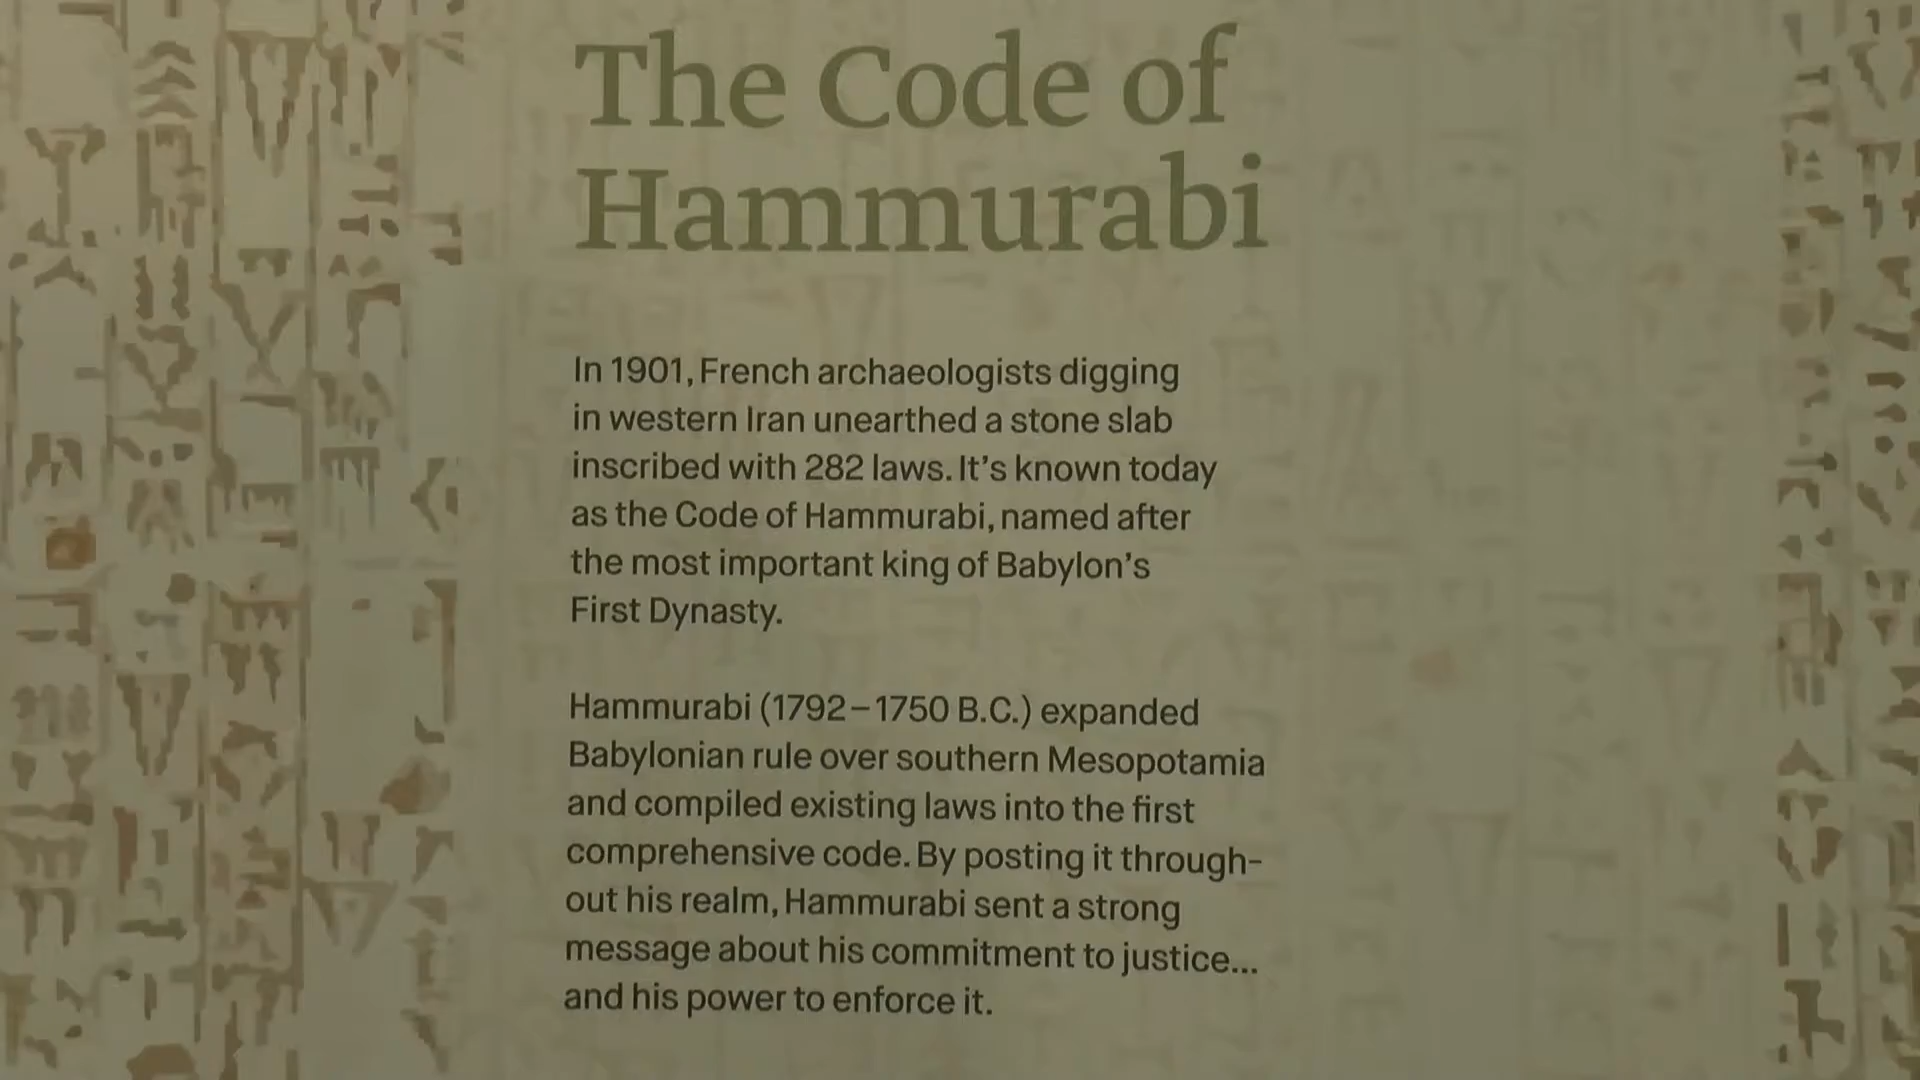 The Code of
Hammurabi
In 1901, French archaeologists digging
in western Iran unearthed a stone slab
inscribed with 282 laws. It’s known today
as the Code of Hammurabi, named after
the most important king of Babylon’s
First Dynasty.
Hammurabi (1792–1750 B.C.) expanded
Babylonian rule over southern Mesopotamia
and compiled existing laws into the first
comprehensive code. By posting it through-
out his realm, Hammurabi sent a strong
message about his commitment to justice...
and his power to enforce it.